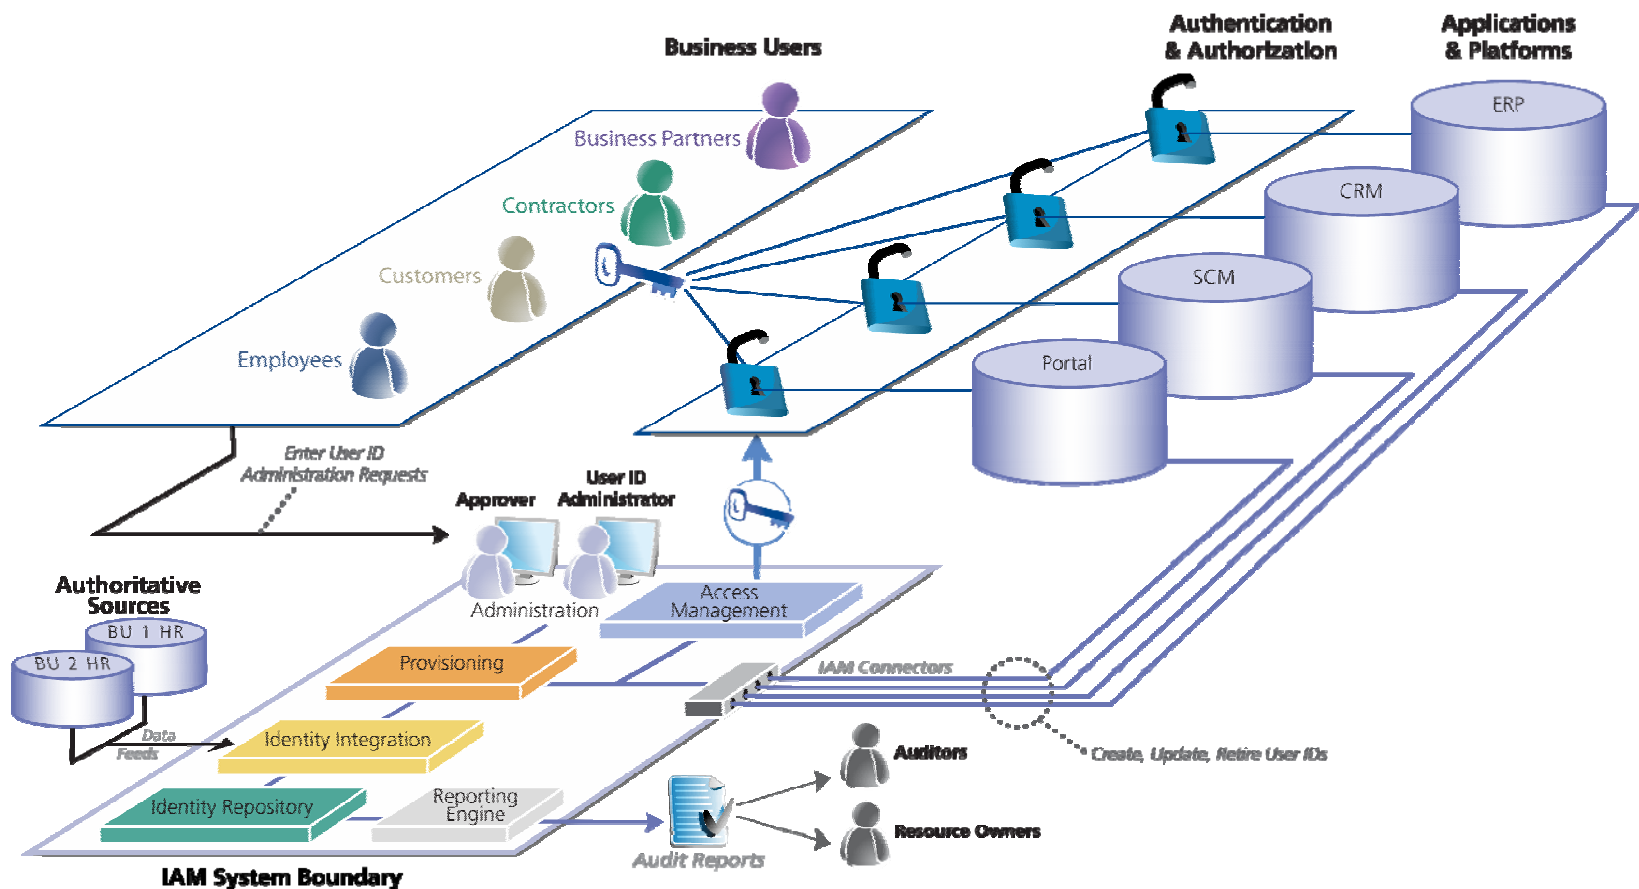 Business Users
Authentication
& Authorization
Applications
& Platforms
Business Partners
Contractors
Customers
Employees
ERP
CRM
SCM
Portal
Enter User ID
Administration Requests
Approver
User ID
Administrator
Administration
Access
Management
Authoritative
Sources
BU 1 HR
BU 2 HR
Data
Feeds
Provisioning
Identity Integration
Identity Repository
Reporting
Engine
IAM Connectors
Create, Update, Retire User IDs
Auditors
Resource Owners
Audit Reports
IAM System Boundary